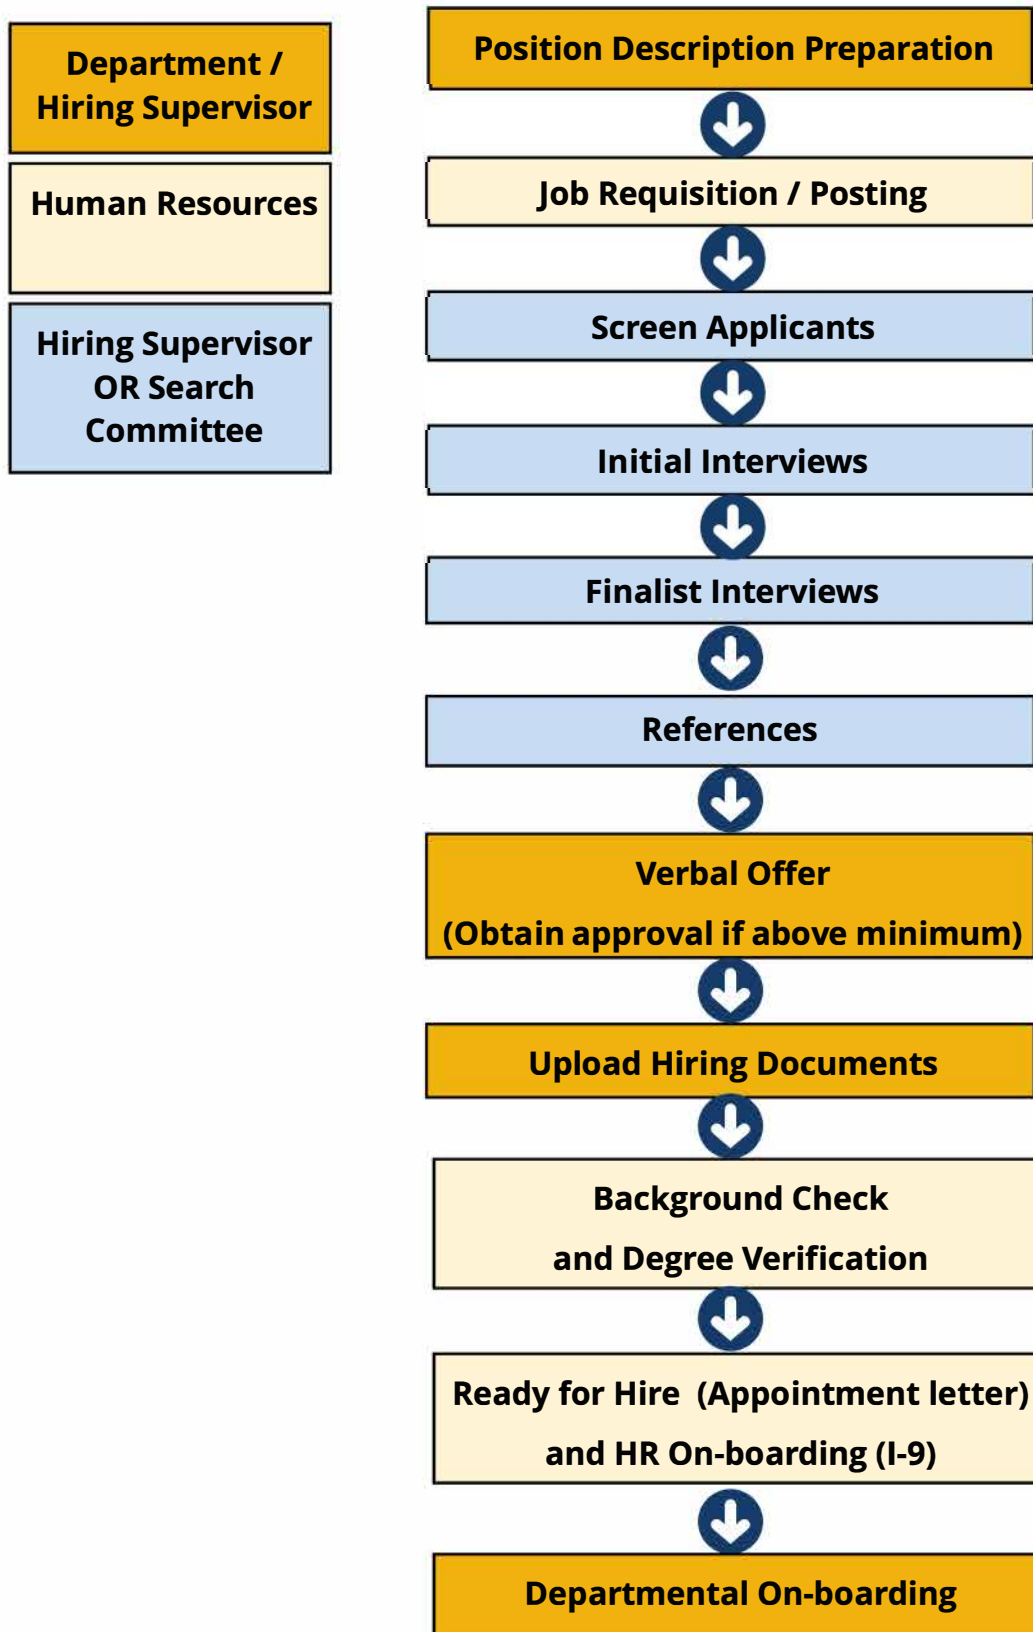 Department /
Hiring Supervisor
Human Resources
Hiring Supervisor
OR Search
Committee
Position Description Preparation
Job Requisition / Posting
Screen Applicants
Initial Interviews
Finalist Interviews
References
Verbal Offer
(Obtain approval if above minimum)
Upload Hiring Documents
Background Check
and Degree Verification
Ready for Hire (Appointment letter)
and HR On-boarding (I-9)
Departmental On-boarding